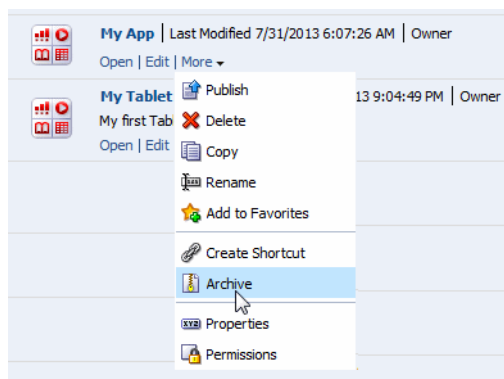 My App | Last Modified 7/31/2013 6:07:26 AM | Owner
Open | Edit | More
My Tablet 13 9:04:49 PM | Owner
My first Tab
Open | Edit
Publish
Delete
Copy
Rename
Add to Favorites
Create Shortcut
Archive
Properties
Permissions